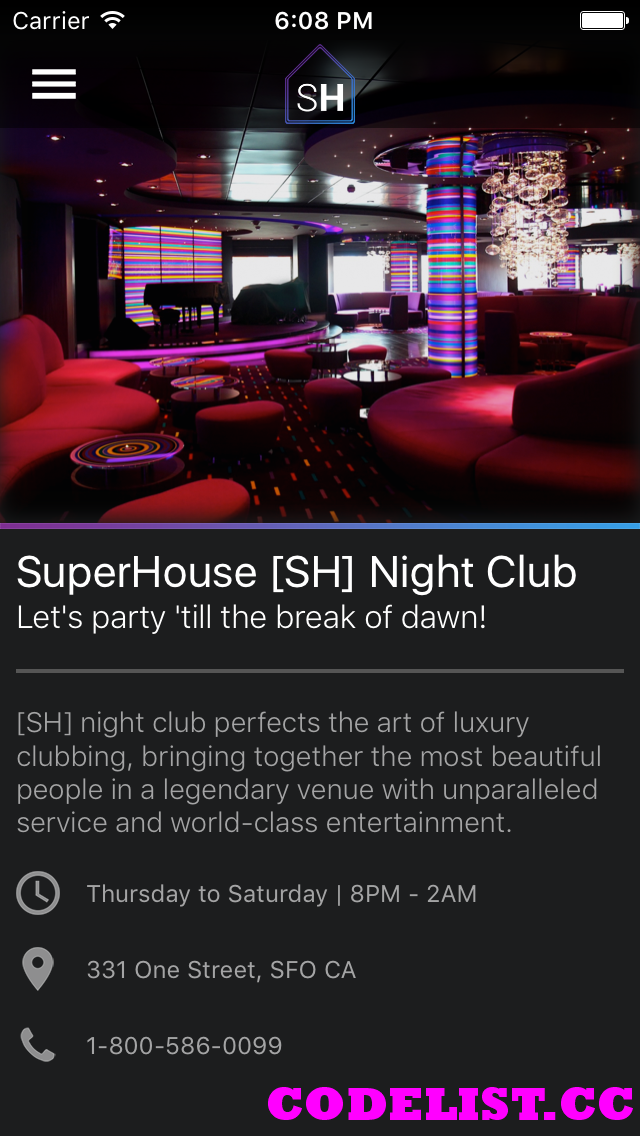 Carrier 6:08 PM
SH
SuperHouse [SH] Night Club
Let's party 'till the break of dawn!
[SH] night club perfects the art of luxury
clubbing, bringing together the most beautiful
people in a legendary venue with unparalleled
service and world-class entertainment.
Thursday to Saturday | 8PM - 2AM
331 One Street, SFO CA
1-800-586-0099
CODELIST.CC